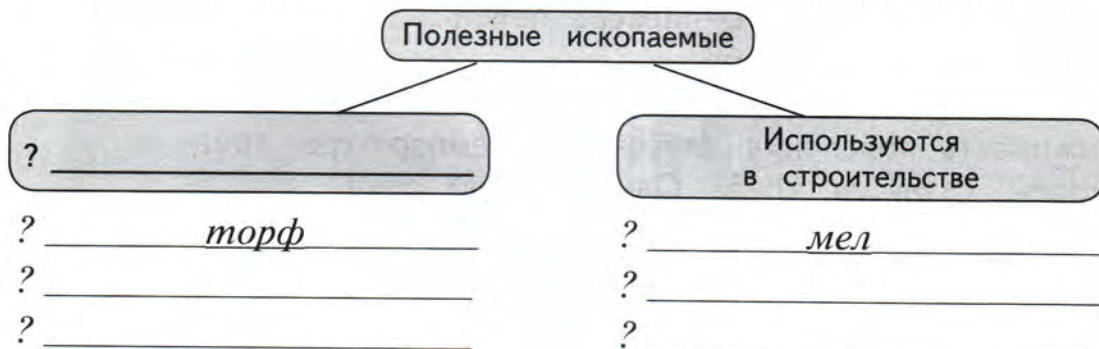 Полезные ископаемые
?
Используются
в строительстве
? торф
? мел
?
?
?
?